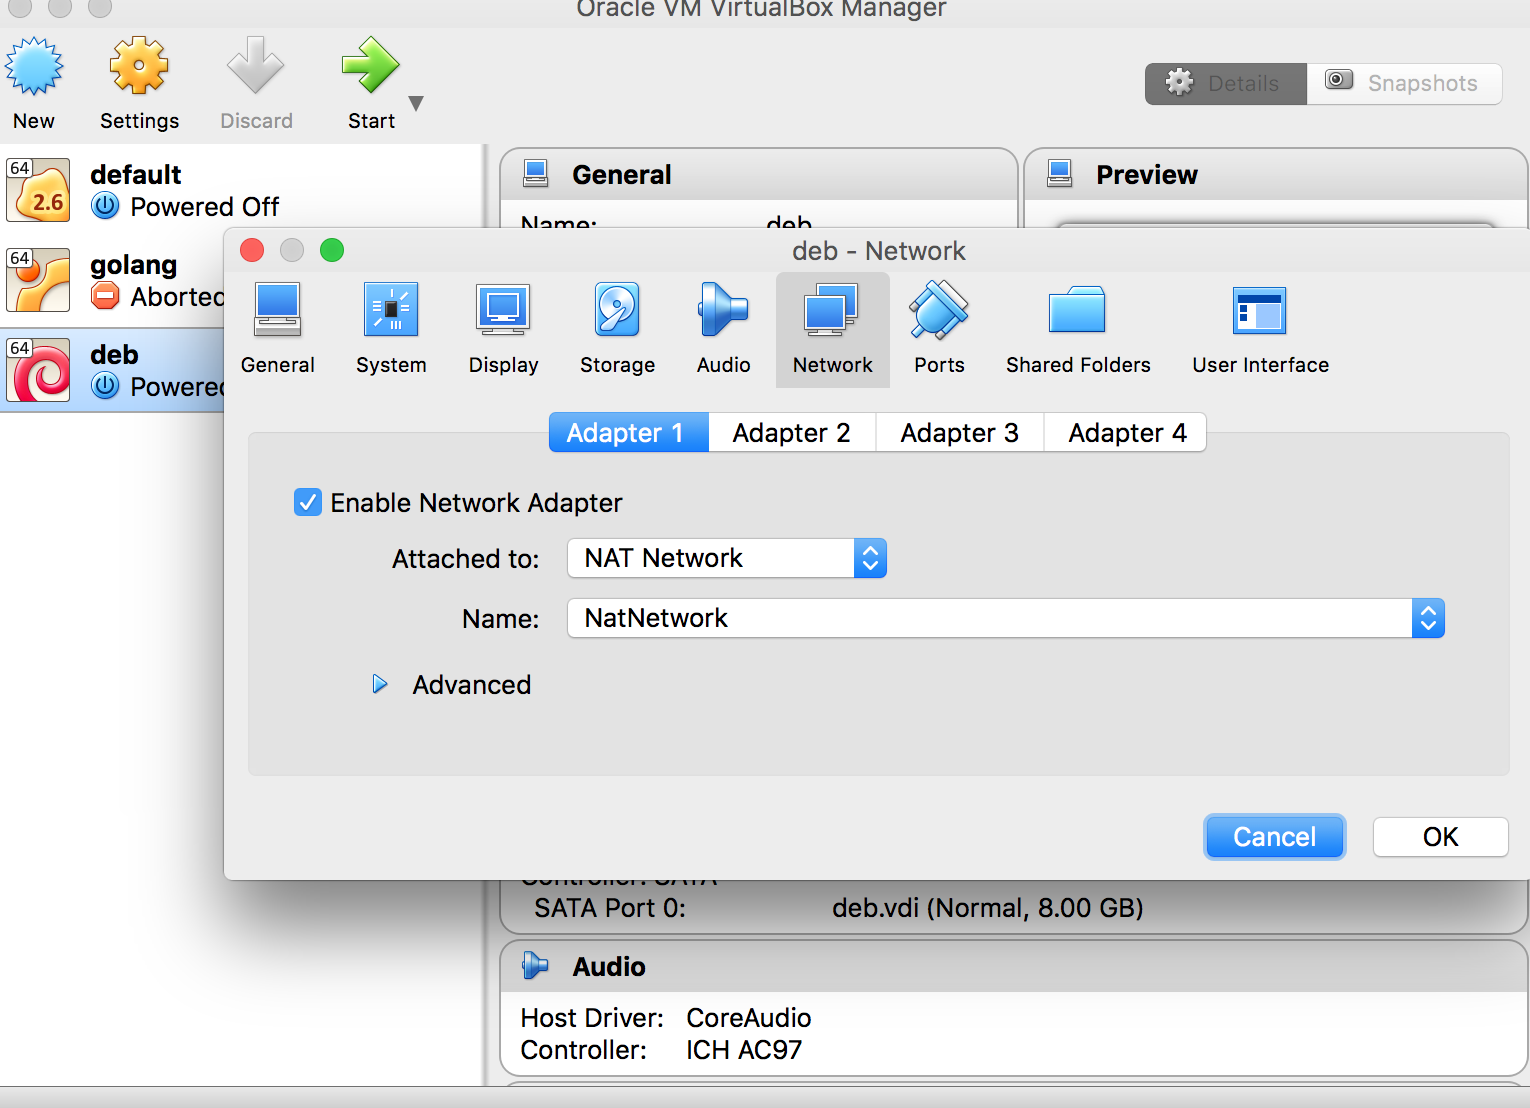 Oracle VM VirtualBox Manager
New
Settings
Discard
Start
Details
Snapshots
64
2.6
default
Powered Off
64
golang
Aborted
64
deb
Powered
General
Name:
deb
Preview
deb - Network
General
System
Display
Storage
Audio
Network
Ports
Shared Folders
User Interface
Adapter 1
Adapter 2
Adapter 3
Adapter 4
Enable Network Adapter
Attached to:
NAT Network
Name:
NatNetwork
Advanced
Cancel
OK
Controller: SATA
SATA Port 0:
deb.vdi (Normal, 8.00 GB)
Audio
Host Driver:
CoreAudio
Controller:
ICH AC97